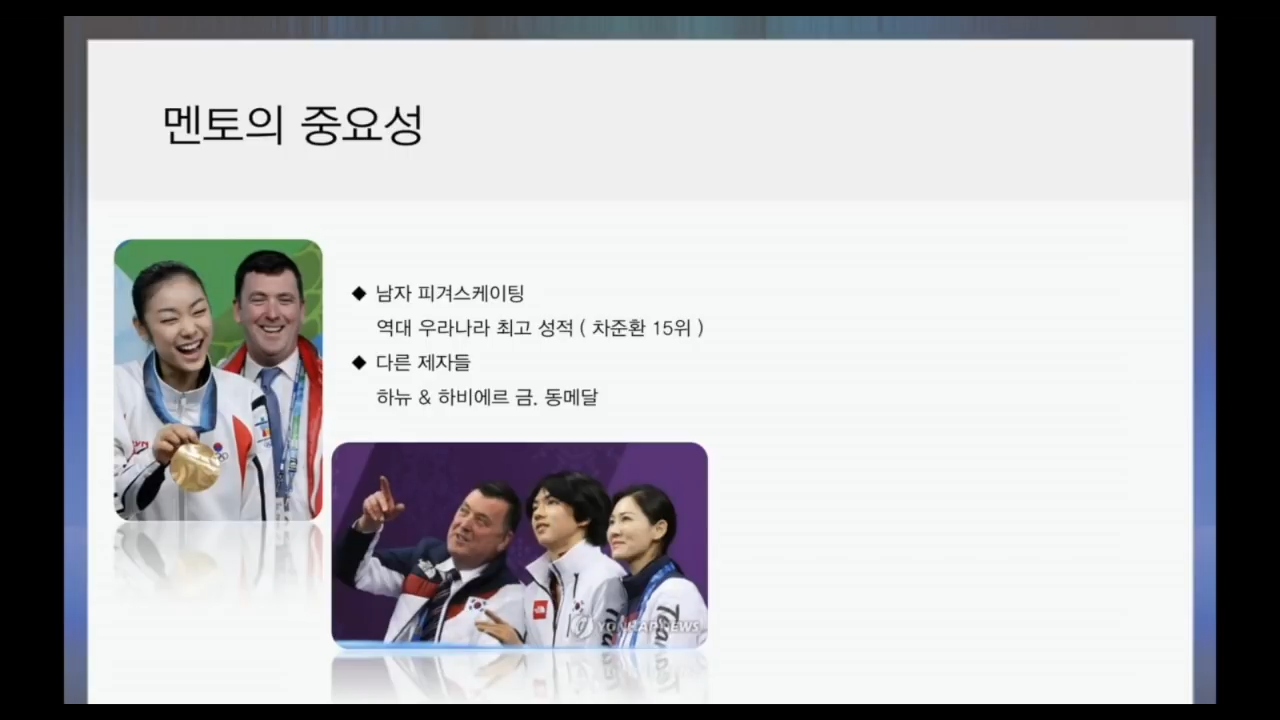 멘토의 중요성
◆ 남자 피겨스케이팅
역대 우라나라 최고 성적 ( 차준환 15위 )
◆ 다른 제자들
하뉴 & 하비에르 금. 동메달
YONHAPNEWS